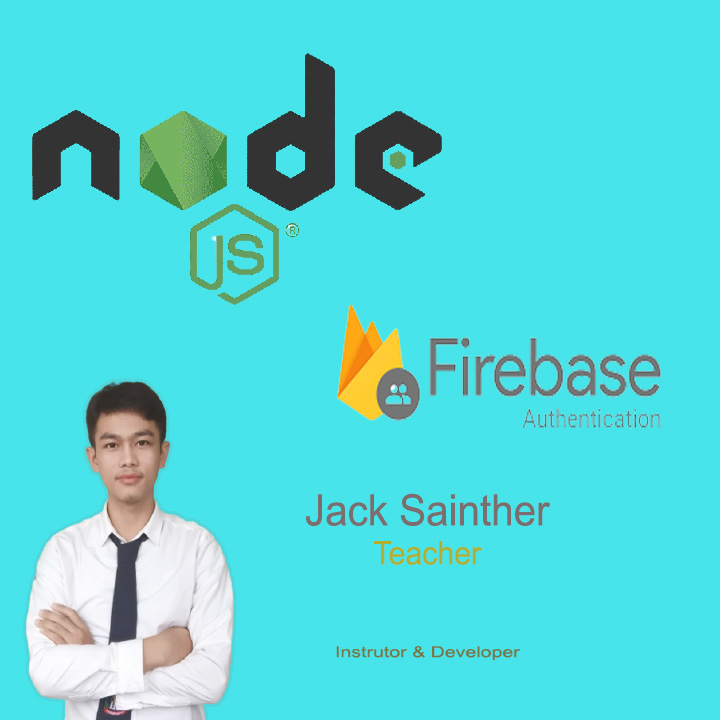 node
JS ®
Firebase
Authentication
Jack Sainther
Teacher
Instrutor & Developer